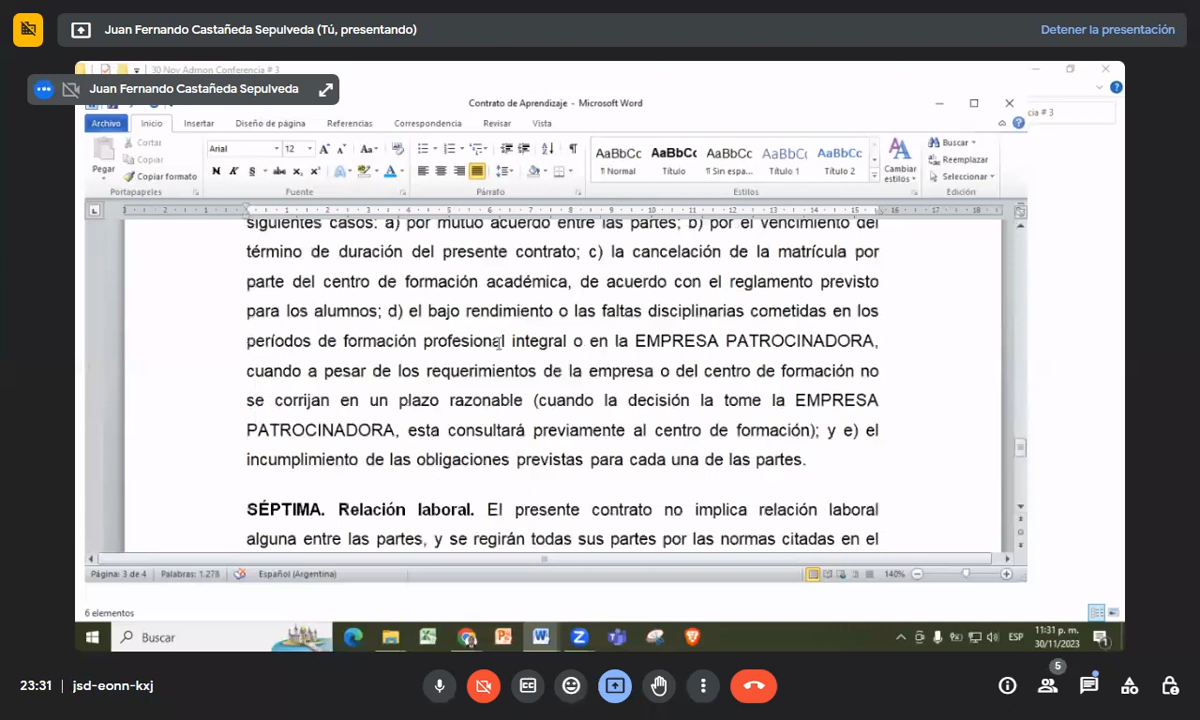 Juan Fernando Castañeda Sepulveda (Tú, presentando)
Detener la presentación
30 Nov Admon Conferencia # 3
Juan Fernando Castañeda Sepulveda
Contrato de Aprendizaje - Microsoft Word
cia # 3
Archivo Inicio Insertar Diseño de página Referencias Correspondencia Revisar Vista
Pegar
Cortar
Copiar
Copiar formato
Portapapeles
Arial 12
Fuente
Párrafo
AaBbCc AaBbCc AaBbCc AaBbCc AaBbCc
¶ Normal Título ¶ Sin espa... Título 1 Título 2
Estilos
Cambiar estilos
Buscar
Reemplazar
Seleccionar
Edición
siguientes casos: a) por mutuo acuerdo entre las partes; b) por el vencimiento del
término de duración del presente contrato; c) la cancelación de la matrícula por
parte del centro de formación académica, de acuerdo con el reglamento previsto
para los alumnos; d) el bajo rendimiento o las faltas disciplinarias cometidas en los
períodos de formación profesional integral o en la EMPRESA PATROCINADORA,
cuando a pesar de los requerimientos de la empresa o del centro de formación no
se corrijan en un plazo razonable (cuando la decisión la tome la EMPRESA
PATROCINADORA, esta consultará previamente al centro de formación); y e) el
incumplimiento de las obligaciones previstas para cada una de las partes.
SÉPTIMA. Relación laboral. El presente contrato no implica relación laboral
alguna entre las partes, y se regirán todas sus partes por las normas citadas en el
Página: 3 de 4 Palabras: 1.278 Español (Argentina) 140%
6 elementos
Buscar
ESP
11:31 p. m.
30/11/2023
23:31 | jsd-eonn-kxj
5